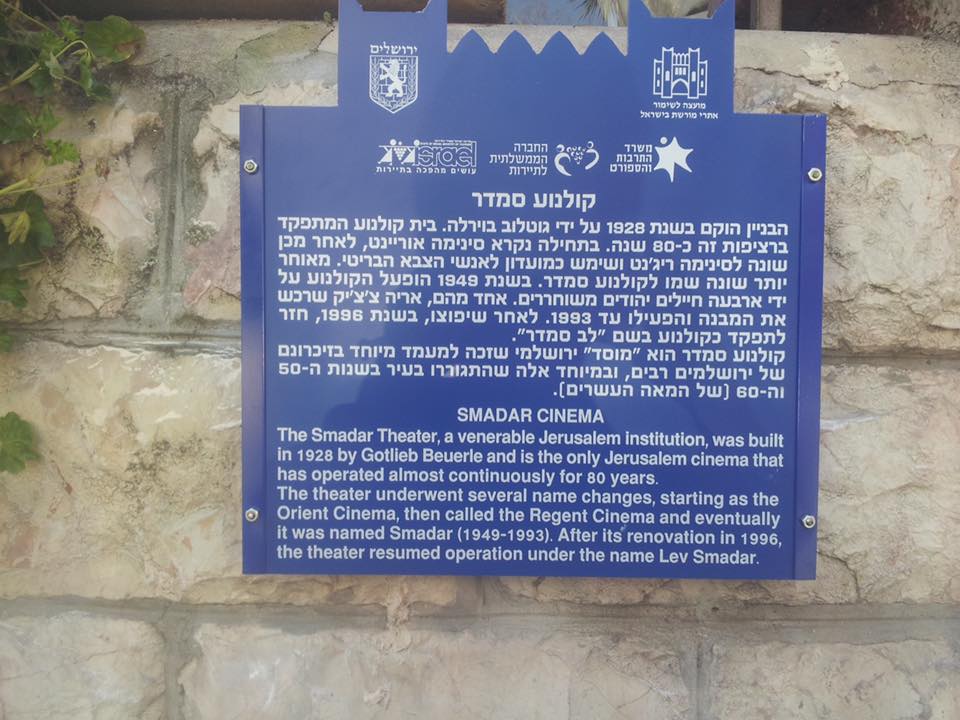 ירושלים
מועצה לשימור
אתרי מורשת בישראל
israel
עושים מהפכה בתיירות
החברה
הממשלתית
לתיירות
משרד
התרבות
והספורט
קולנוע סמדר
הבניין הוקם בשנת 1928 על ידי גוטלוב בוירלה. בית קולנוע המתפקד
ברציפות זה כ-80 שנה. בתחילה נקרא סינימה אוריינט, לאחר מכן
שונה לסינימה ריג'נט ושימש כמועדון לאנשי הצבא הבריטי. מאוחר
יותר שונה שמו לקולנוע סמדר. בשנת 1949 הופעל הקולנוע על
ידי ארבעה חיילים יהודים משוחררים. אחד מהם, אריה צ'צ'יק שרכש
את המבנה והפעילו עד 1993. לאחר שיפוצו, בשנת 1996, חזר
לתפקד כקולנוע בשם "לב סמדר".
קולנוע סמדר הוא "מוסד" ירושלמי שזכה למעמד מיוחד בזיכרונם
של ירושלמים רבים, ובמיוחד אלה שהתגוררו בעיר בשנות ה-50
וה-60 (של המאה העשרים).
SMADAR CINEMA
The Smadar Theater, a venerable Jerusalem institution, was built
in 1928 by Gotlieb Beuerle and is the only Jerusalem cinema that
has operated almost continuously for 80 years.
The theater underwent several name changes, starting as the
Orient Cinema, then called the Regent Cinema and eventually
it was named Smadar (1949-1993). After its renovation in 1996,
the theater resumed operation under the name Lev Smadar.